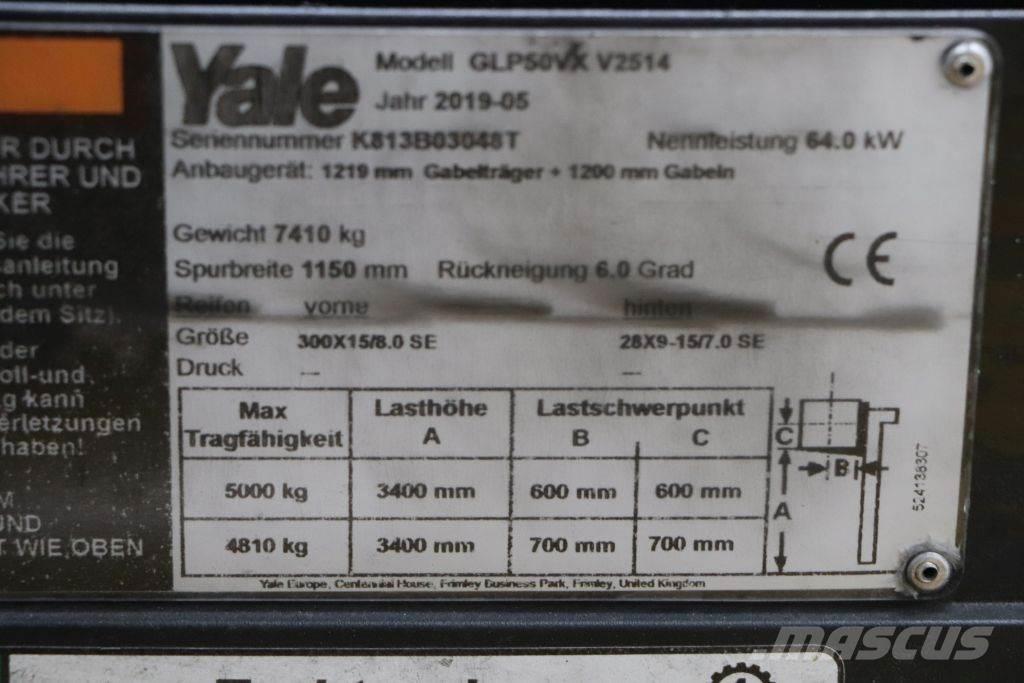 Yale
Modell GLP50VX V2514
Jahr 2019-05
Seriennummer K813B03048T Nennleistung 64.0 kW
Anbaugerät: 1219 mm Gabelträger + 1200 mm Gabeln
Gewicht 7410 kg
Spurbreite 1150 mm Rückneigung 6.0 Grad
CE
Reifen vorne hinten
Größe 300X15/8.0 SE 28X9-15/7.0 SE
Druck — —
Max Tragfähigkeit Lasthöhe A Lastschwerpunkt B C
5000 kg 3400 mm 600 mm 600 mm
4810 kg 3400 mm 700 mm 700 mm
C
B
A
524138307
Yale Europe, Centennial House, Frimley Business Park, Frimley, United Kingdom
R DURCH
HRER UND
KER
Sie die
sanleitung
ch unter
dem Sitz).
der
oll-und
g kann
erletzungen
haben!
M
UND
T WIE OBEN
mascus